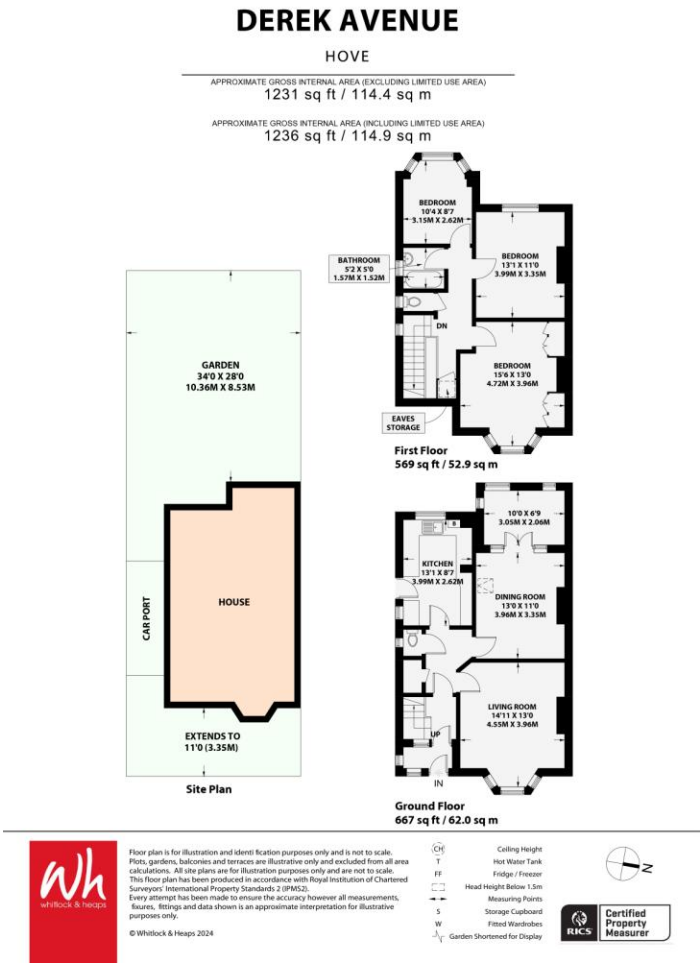 DEREK AVENUE
HOVE
APPROXIMATE GROSS INTERNAL AREA (EXCLUDING LIMITED USE AREA)
1231 sq ft / 114.4 sq m
APPROXIMATE GROSS INTERNAL AREA (INCLUDING LIMITED USE AREA)
1236 sq ft / 114.9 sq m
BEDROOM
10'4 X 8'7
3.15M X 2.62M
BEDROOM
13'1 X 11'0
3.99M X 3.35M
BATHROOM
5'2 X 5'0
1.57M X 1.52M
DN
BEDROOM
15'6 X 13'0
4.72M X 3.96M
EAVES
STORAGE
First Floor
569 sq ft / 52.9 sq m
GARDEN
34'0 X 28'0
10.36M X 8.53M
HOUSE
CAR PORT
EXTENDS TO
11'0 (3.35M)
Site Plan
10'0 X 6'9
3.05M X 2.06M
B
KITCHEN
13'1 X 8'7
3.99M X 2.62M
DINING ROOM
13'0 X 11'0
3.96M X 3.35M
LIVING ROOM
14'11 X 13'0
4.55M X 3.96M
UP
IN
Ground Floor
667 sq ft / 62.0 sq m
Wh
whitlock & heaps
Floor plan is for illustration and identi fication purposes only and is not to scale.
Plots, gardens, balconies and terraces are illustrative only and excluded from all area
calculations. All site plans are for illustration purposes only and are not to scale.
This floor plan has been produced in accordance with Royal Institution of Chartered
Surveyors' International Property Standards 2 (IPMS2).
Every attempt has been made to ensure the accuracy however all measurements,
fixures, fittings and data shown is an approximate interpretation for illustrative
purposes only.
© Whitlock & Heaps 2024
CH Ceiling Height
T Hot Water Tank
FF Fridge / Freezer
Head Height Below 1.5m
Measuring Points
S Storage Cupboard
W Fitted Wardrobes
Garden Shortened for Display
N
RICS
Certified
Property
Measurer